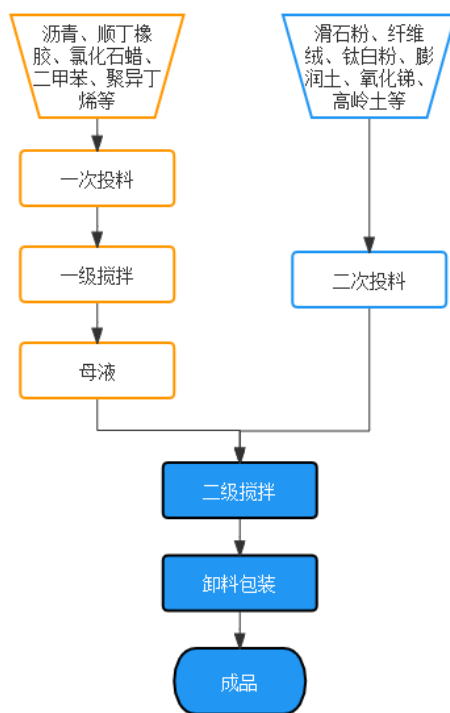 沥青、顺丁橡
胶、氯化石蜡、
二甲苯、聚异丁
烯等
滑石粉、纤维
绒、钛白粉、膨
润土、氧化锑、
高岭土等
一次投料
一级搅拌
二次投料
母液
二级搅拌
卸料包装
成品